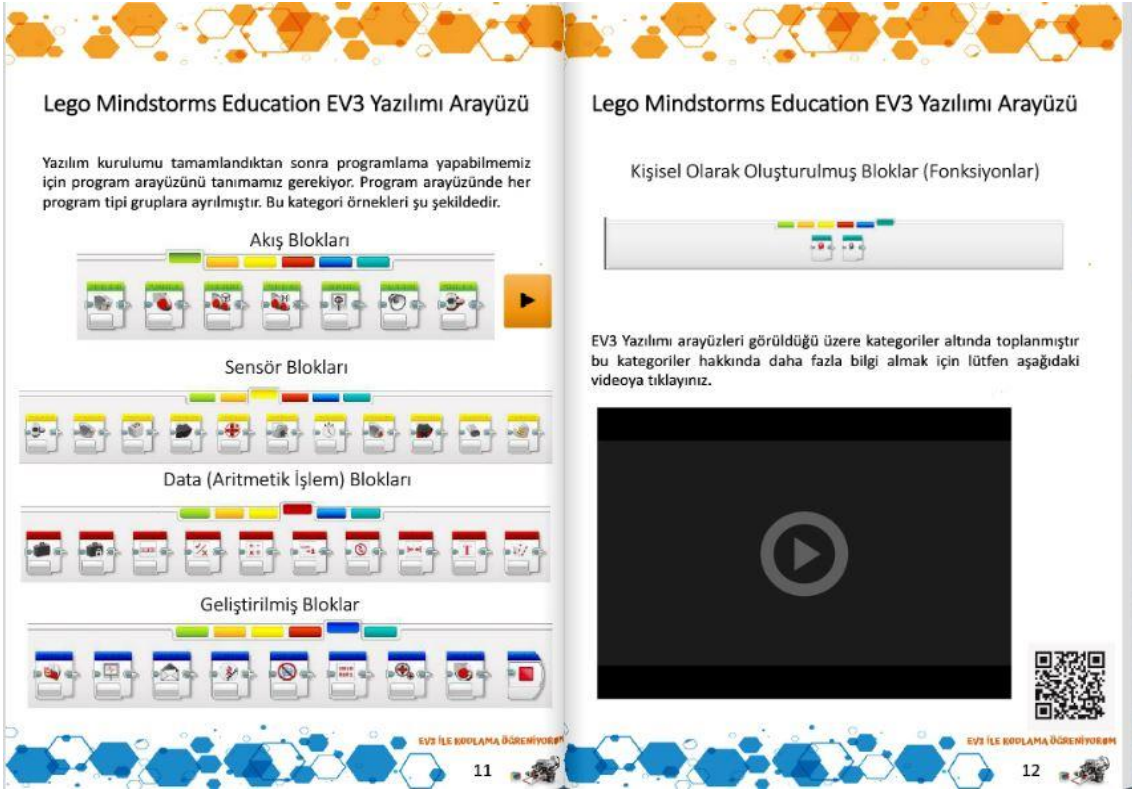 Lego Mindstorms Education EV3 Yazılımı Arayüzü
Yazılım kurulumu tamamlandıktan sonra programlama yapabilmemiz
için program arayüzünü tanımamız gerekiyor. Program arayüzünde her
program tipi gruplara ayrılmıştır. Bu kategori örnekleri şu şekildedir.
Akış Blokları
Sensör Blokları
Data (Aritmetik İşlem) Blokları
Geliştirilmiş Bloklar
EV3 İLE KODLAMA ÖĞRENİYORUM
11
Lego Mindstorms Education EV3 Yazılımı Arayüzü
Kişisel Olarak Oluşturulmuş Bloklar (Fonksiyonlar)
EV3 Yazılımı arayüzleri görüldüğü üzere kategoriler altında toplanmıştır
bu kategoriler hakkında daha fazla bilgi almak için lütfen aşağıdaki
videoya tıklayınız.
EV3 İLE KODLAMA ÖĞRENİYORUM
12